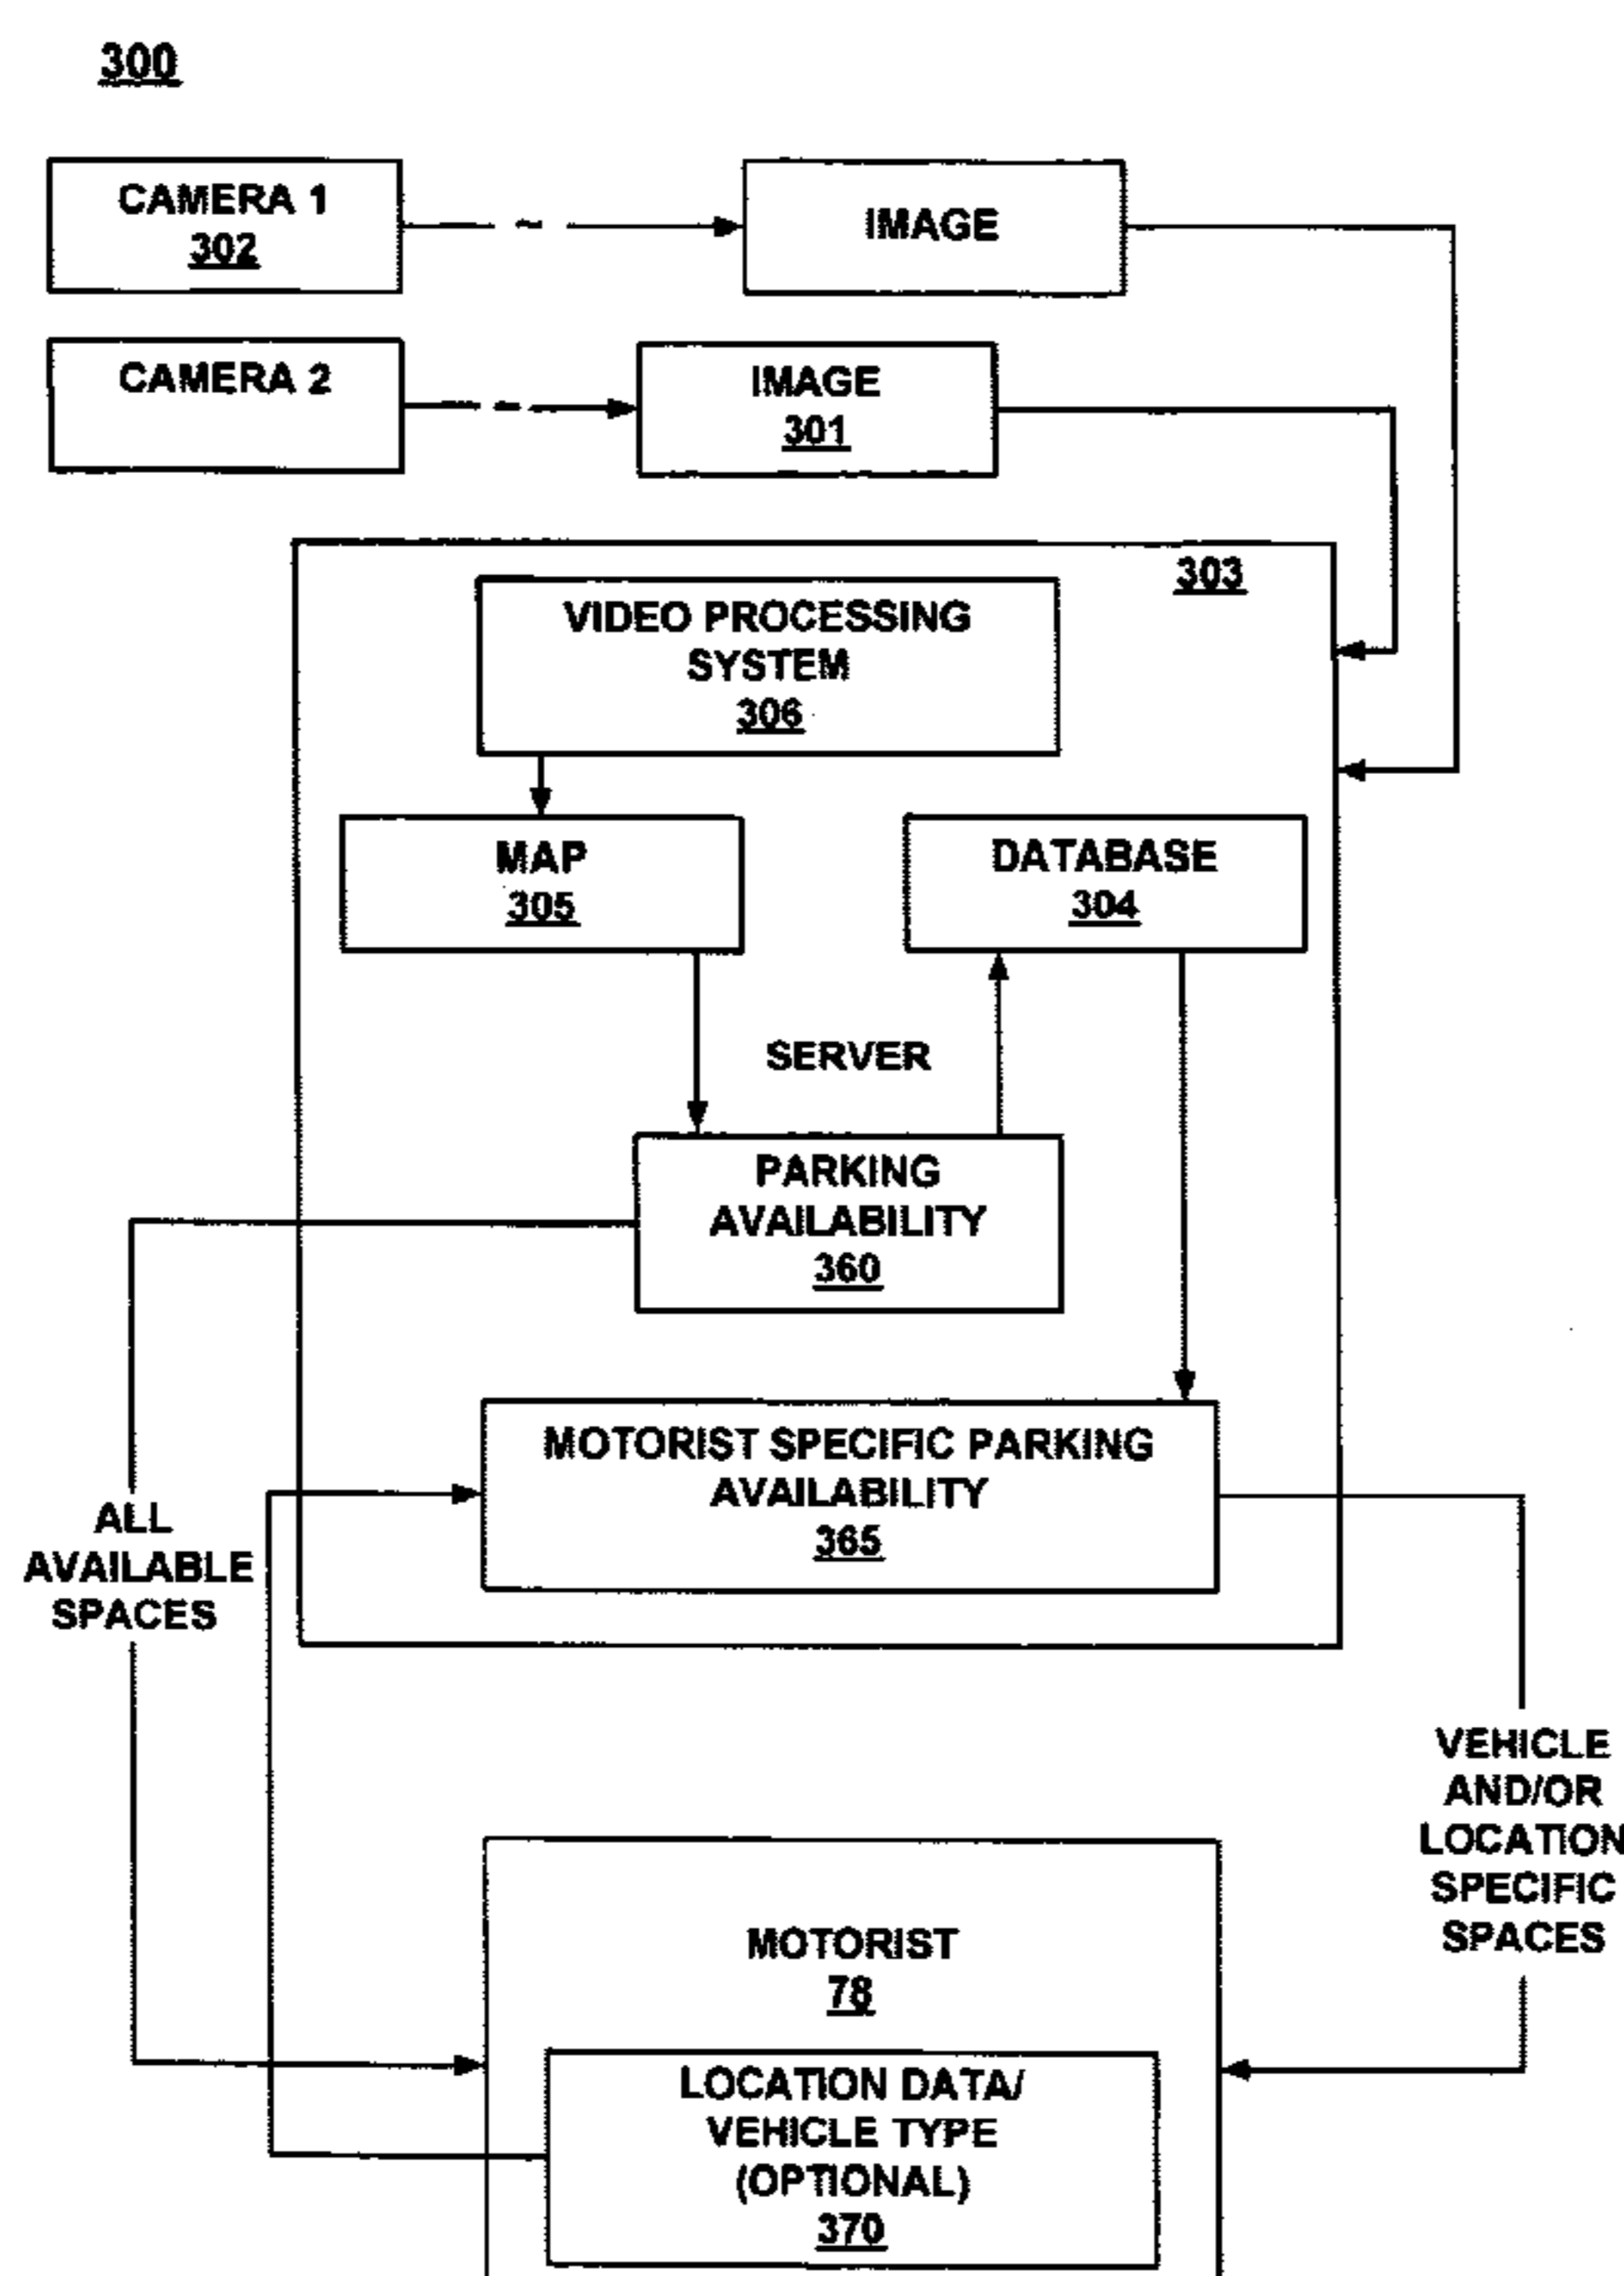 300
CAMERA 1
302
IMAGE
CAMERA 2
IMAGE
301
303
VIDEO PROCESSING
SYSTEM
306
MAP
305
DATABASE
304
SERVER
PARKING
AVAILABILITY
360
MOTORIST SPECIFIC PARKING
AVAILABILITY
365
ALL
AVAILABLE
SPACES
VEHICLE
AND/OR
LOCATION
SPECIFIC
SPACES
MOTORIST
78
LOCATION DATA/
VEHICLE TYPE
(OPTIONAL)
370